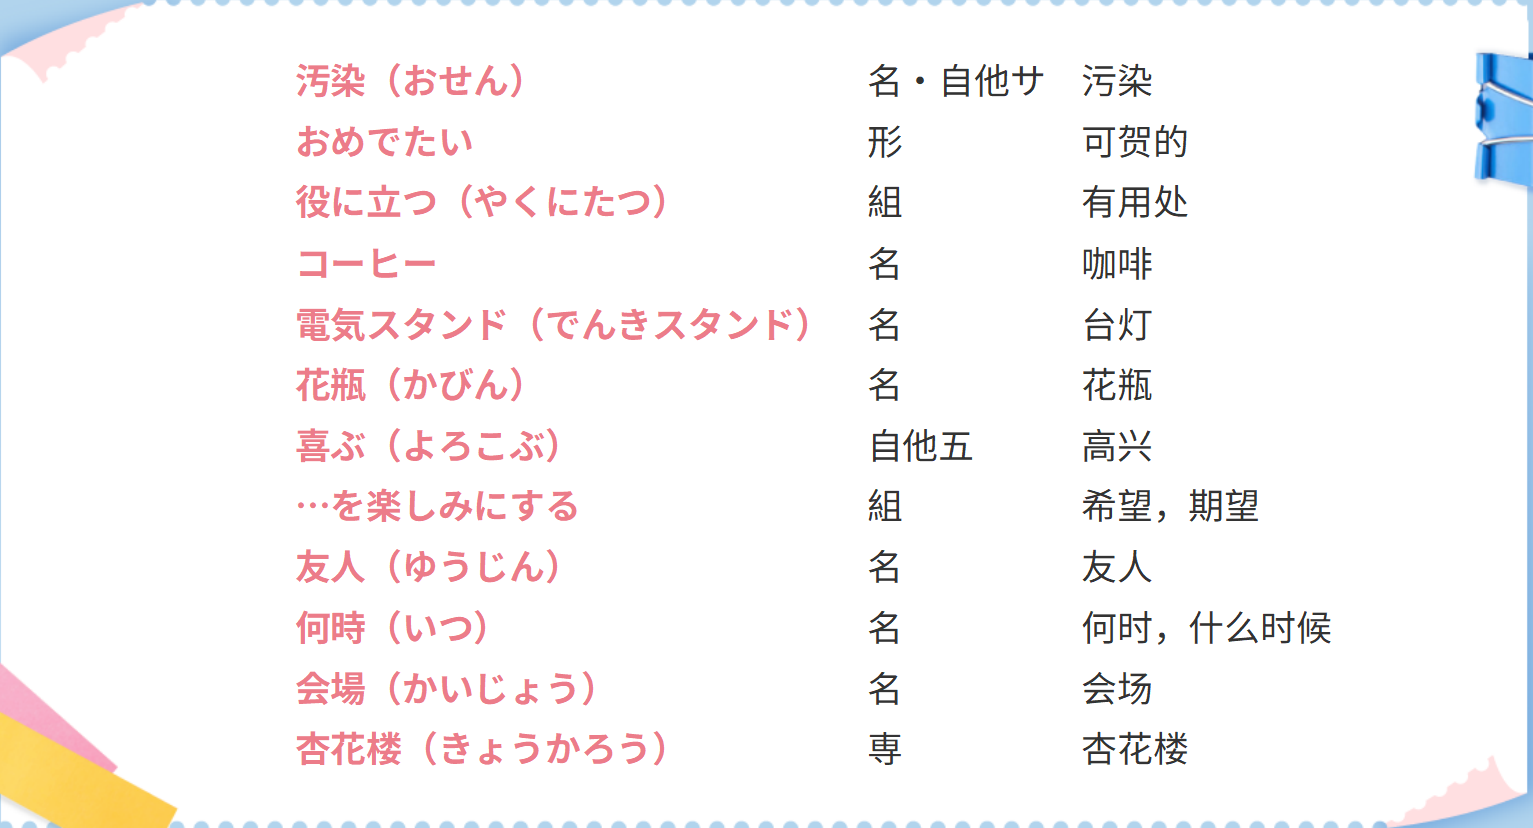 汚染（おせん） 名・自他サ 污染
おめでたい 形 可贺的
役に立つ（やくにたつ） 組 有用处
コーヒー 名 咖啡
電気スタンド（でんきスタンド） 名 台灯
花瓶（かびん） 名 花瓶
喜ぶ（よろこぶ） 自他五 高兴
…を楽しみにする 組 希望，期望
友人（ゆうじん） 名 友人
何時（いつ） 名 何时，什么时候
会場（かいじょう） 名 会场
杏花楼（きょうかろう） 専 杏花楼